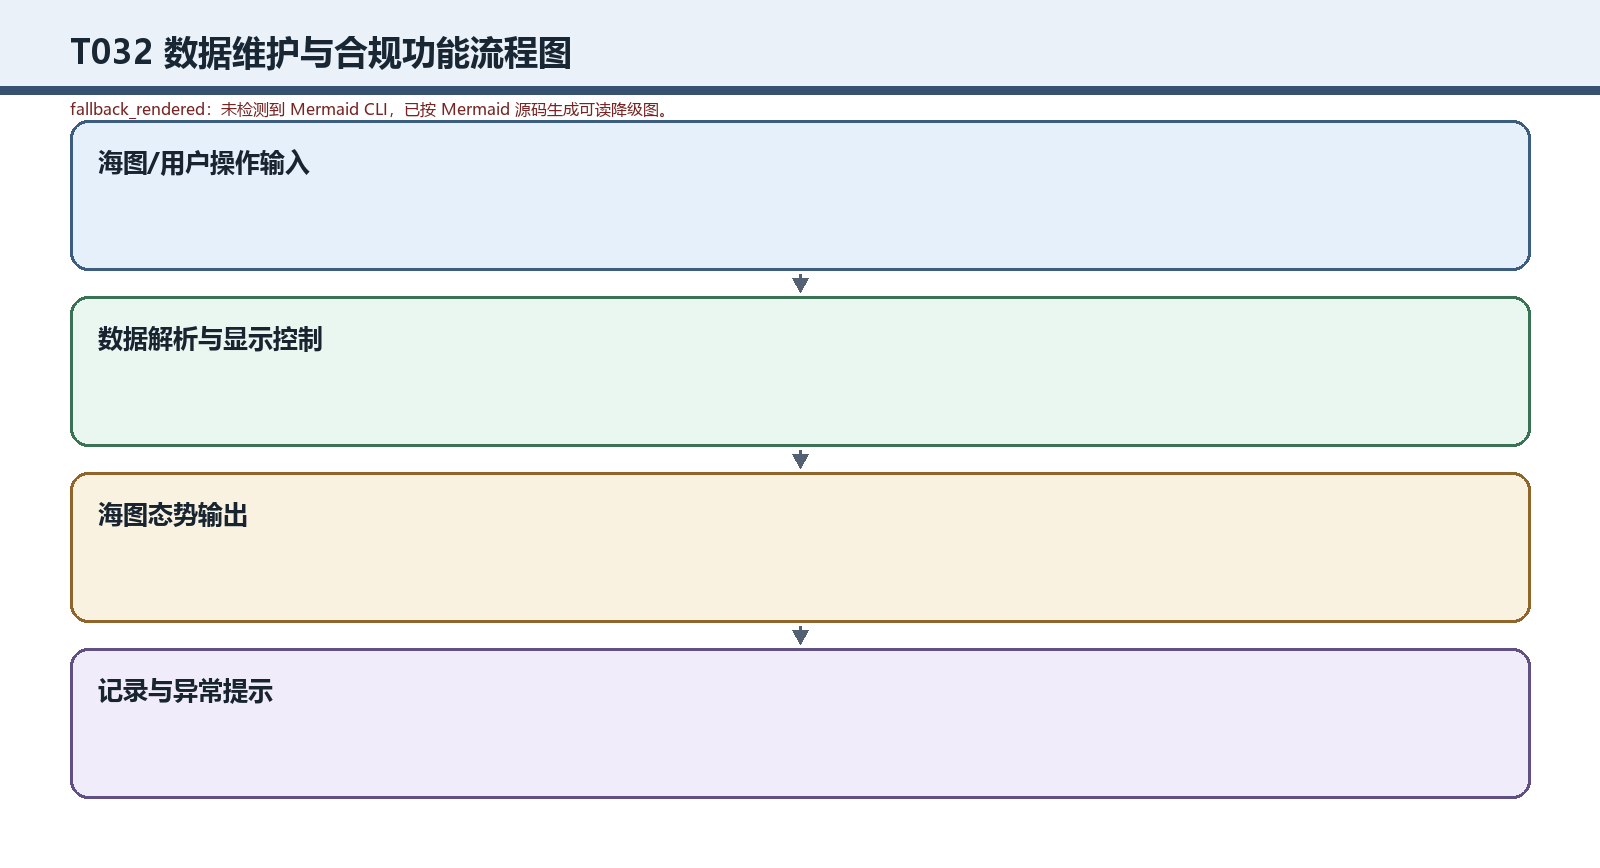 T032 数据维护与合规功能流程图
fallback_rendered：未检测到 Mermaid CLI，已按 Mermaid 源码生成可读降级图。
海图/用户操作输入
数据解析与显示控制
海图态势输出
记录与异常提示